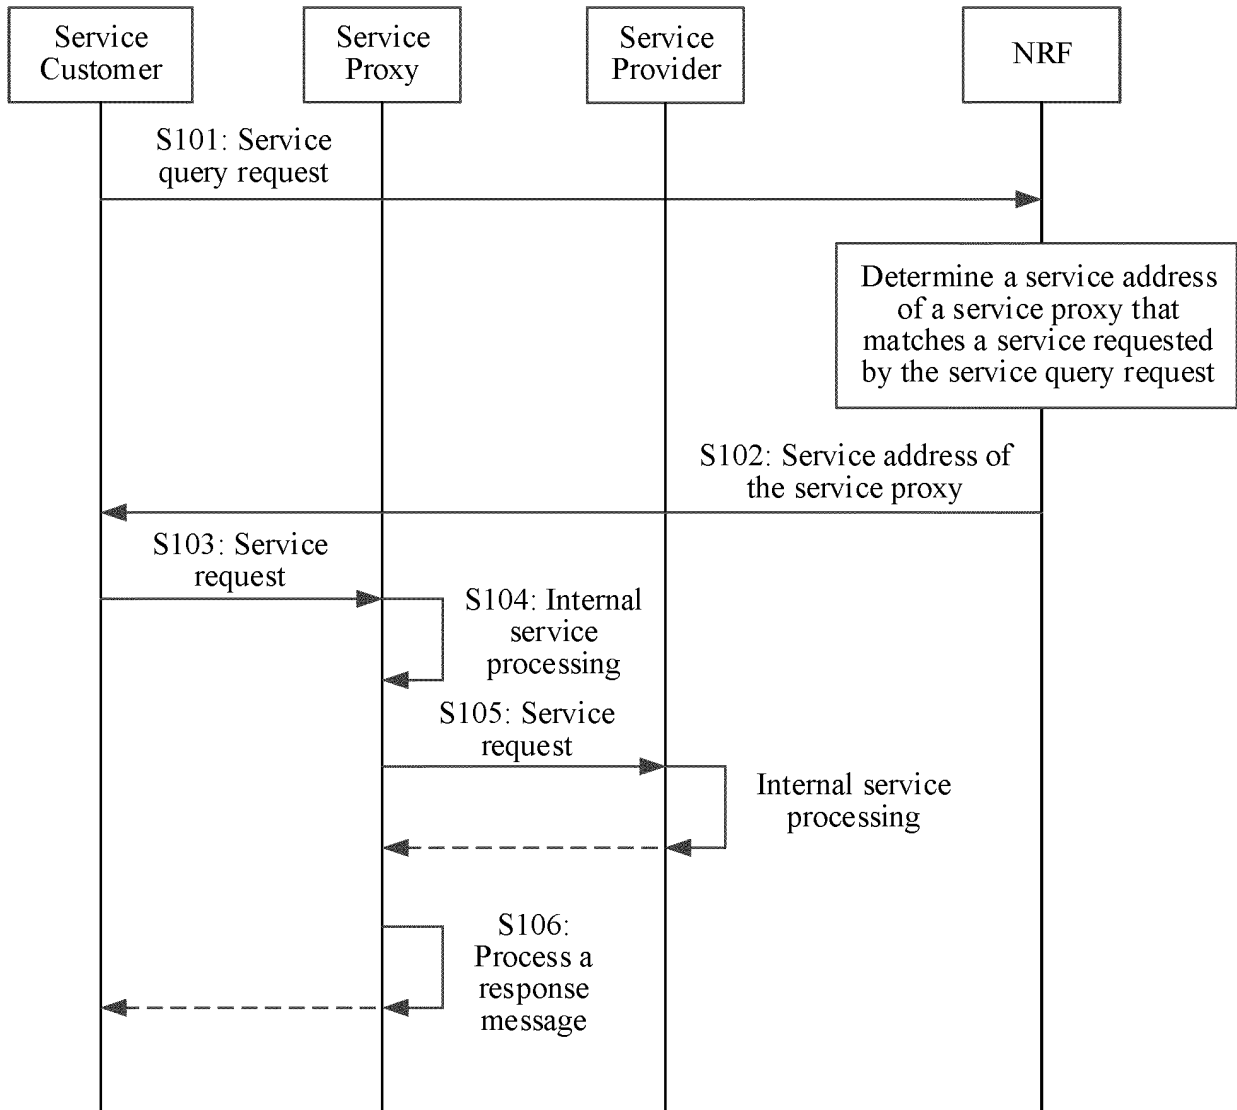 Service
Customer
Service
Proxy
Service
Provider
NRF
S101: Service
query request
Determine a service address
of a service proxy that
matches a service requested
by the service query request
S102: Service address of
the service proxy
S103: Service
request
S104: Internal
service
processing
S105: Service
request
Internal service
processing
S106:
Process a
response
message